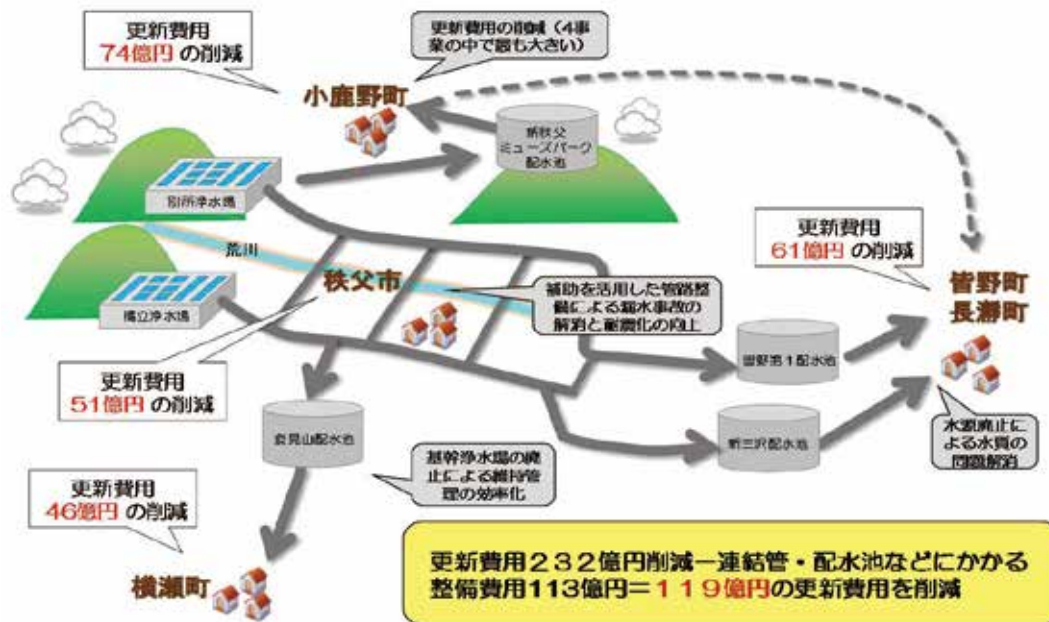 更新費用
74億円 の削減
更新費用の削減（4事
業の中で最も大きい）
小鹿野町
新秩父
ミューズパーク
配水池
別所浄水場
荒川
秩父市
更新費用
61億円 の削減
皆野町
長瀞町
橋立浄水場
補助を活用した管路整
備による漏水事故の
解消と耐震化の向上
更新費用
51億円 の削減
皆野第1配水池
姿見山配水池
新三沢配水池
水源廃止に
よる水質の
問題解消
基幹浄水場の廃
止による維持管
理の効率化
更新費用
46億円 の削減
横瀬町
更新費用２３２億円削減－連結管・配水池などにかかる
整備費用113億円＝１１９億円の更新費用を削減